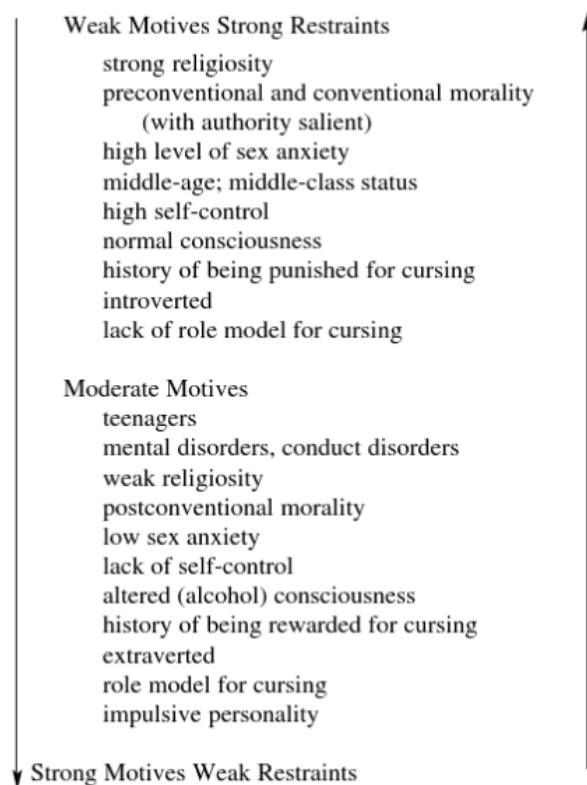 Weak Motives Strong Restraints
strong religiosity
preconventional and conventional morality
(with authority salient)
high level of sex anxiety
middle-age; middle-class status
high self-control
normal consciousness
history of being punished for cursing
introverted
lack of role model for cursing
Moderate Motives
teenagers
mental disorders, conduct disorders
weak religiosity
postconventional morality
low sex anxiety
lack of self-control
altered (alcohol) consciousness
history of being rewarded for cursing
extraverted
role model for cursing
impulsive personality
Strong Motives Weak Restraints